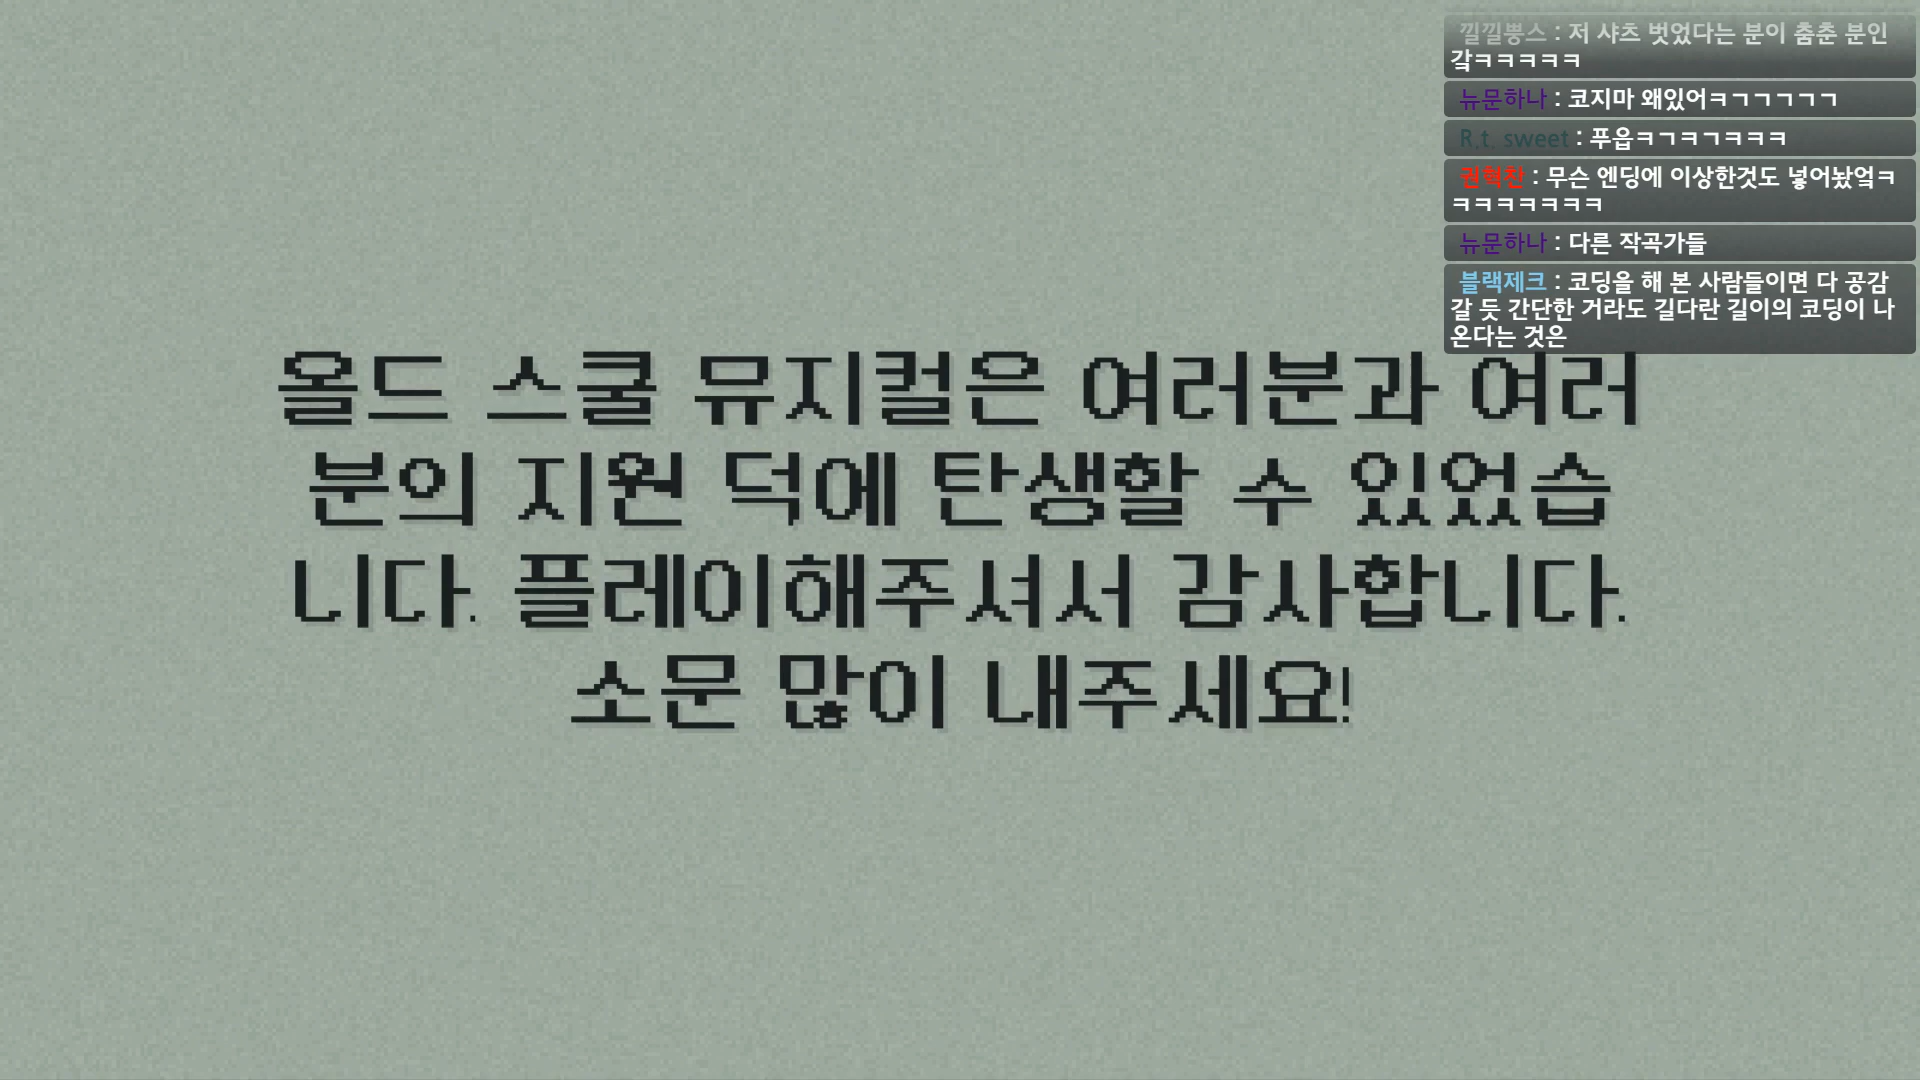 낄낄뽕스 : 저 샤츠 벗었다는 분이 춤춘 분인
갘ㅋㅋㅋㅋㅋ
뉴문하나 : 코지마 왜있어ㅋㄱㄱㄱㄱㄱ
R.t. sweet : 푸읍ㅋㄱㅋㄱㅋㅋㅋ
권혁찬 : 무슨 엔딩에 이상한것도 넣어놨엌ㅋ
ㅋㅋㅋㅋㅋㅋㅋ
뉴문하나 : 다른 작곡가들
블랙제크 : 코딩을 해 본 사람들이면 다 공감
갈 듯 간단한 거라도 길다란 길이의 코딩이 나
온다는 것은
올드 스쿨 뮤지컬은 여러분과 여러
분의 지원 덕에 탄생할 수 있었습
니다. 플레이해주셔서 감사합니다.
소문 많이 내주세요!